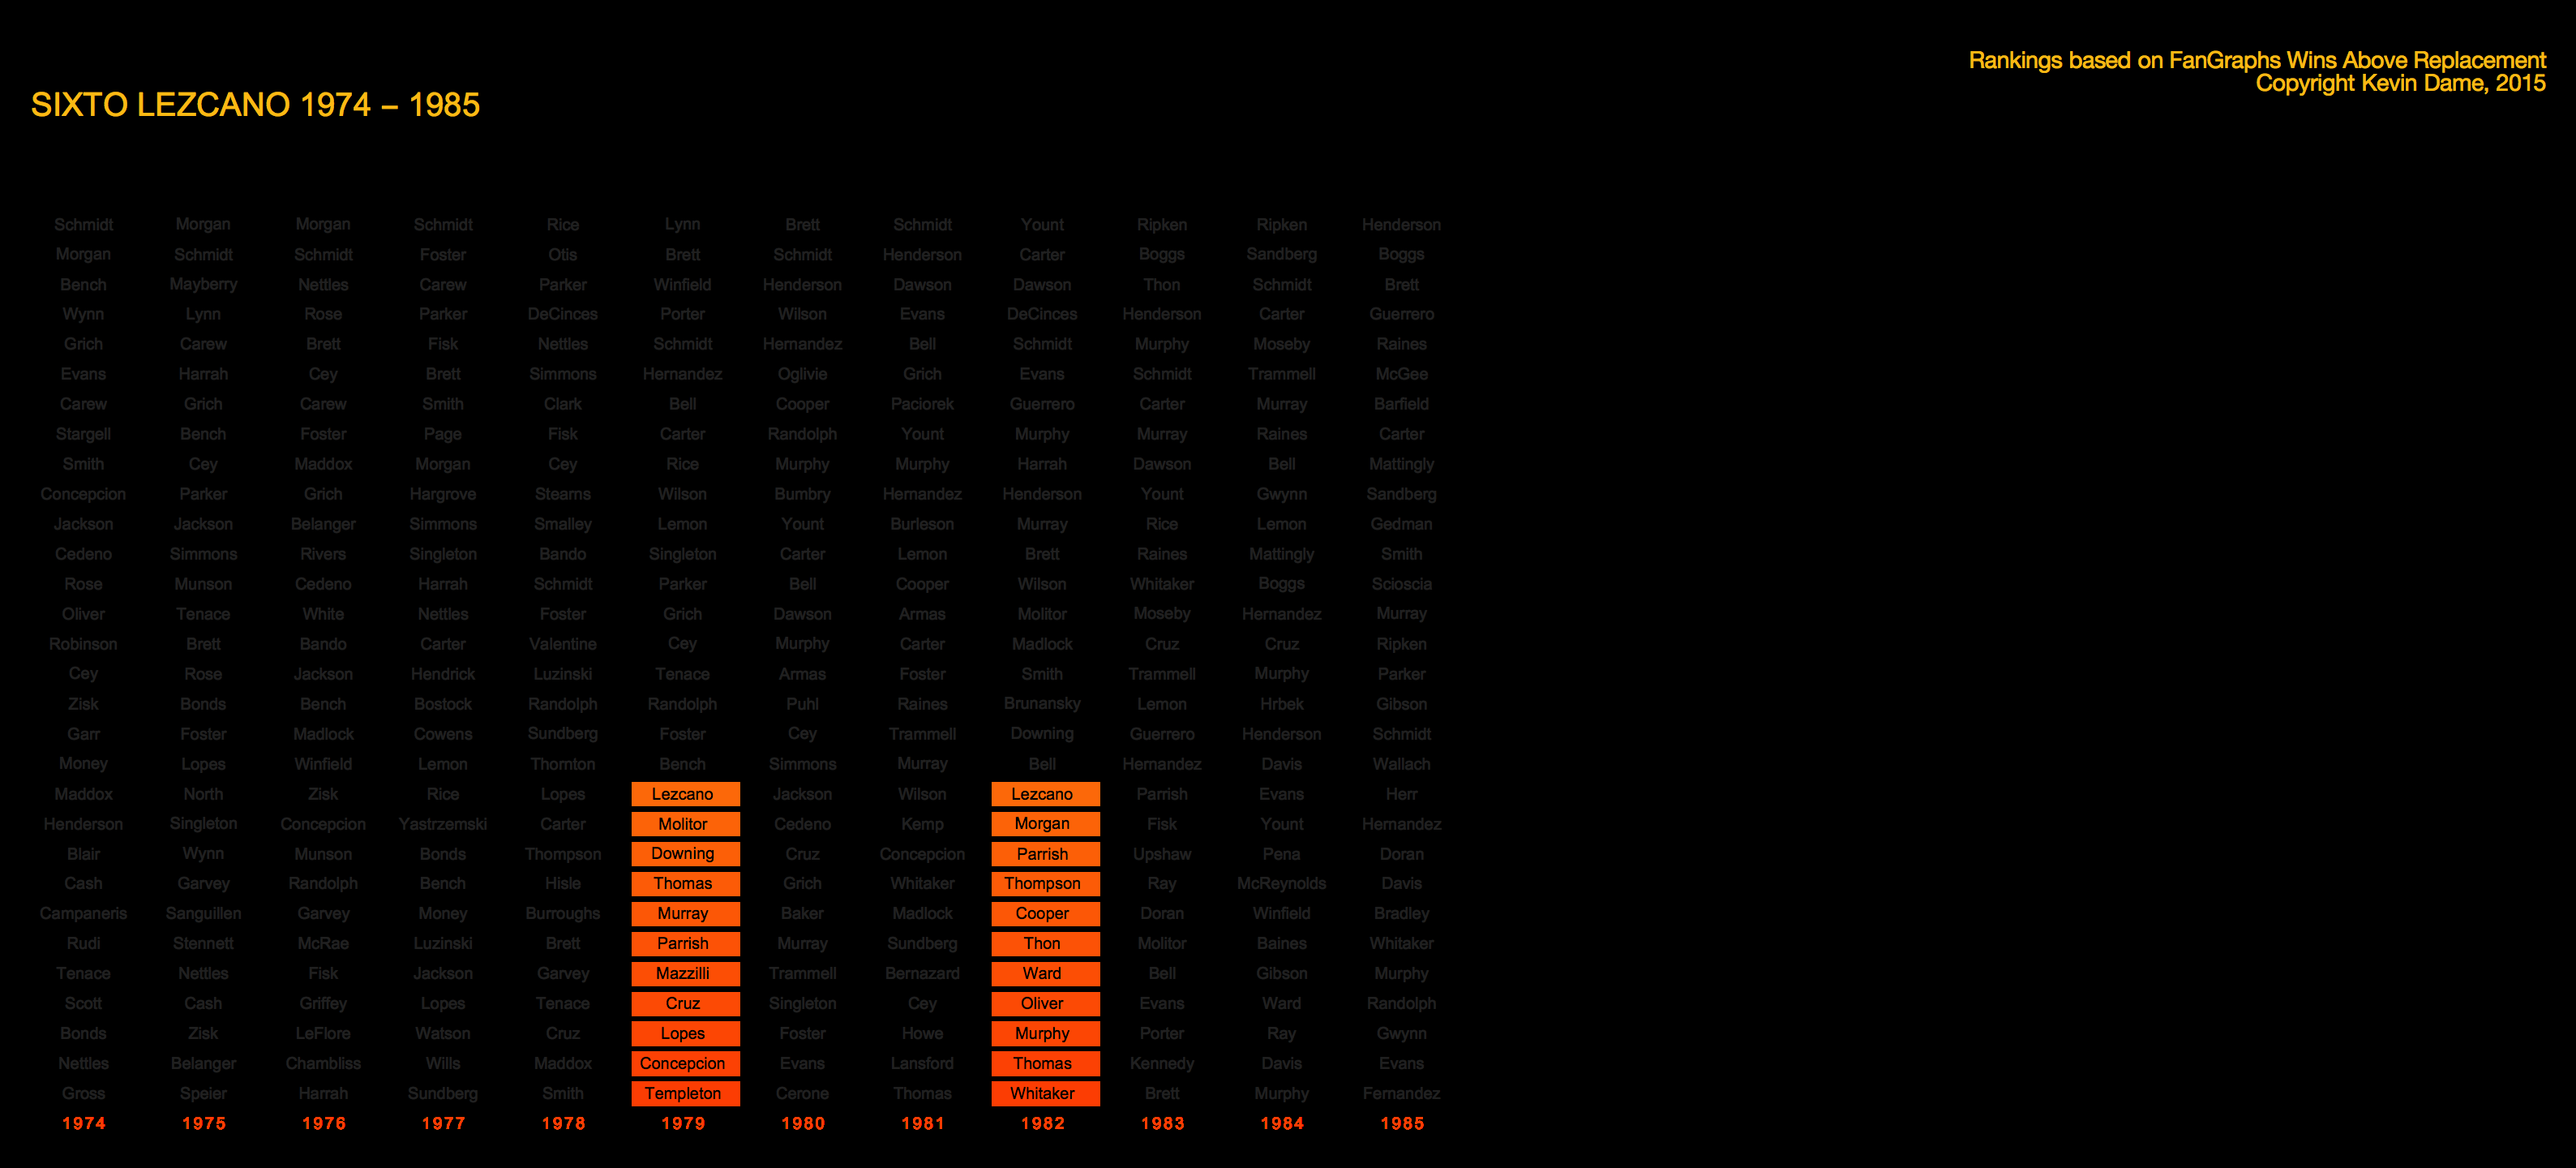 Rankings based on FanGraphs Wins Above Replacement
Copyright Kevin Dame, 2015
SIXTO LEZCANO 1974 – 1985
Schmidt Morgan Morgan Schmidt Rice Lynn Brett Schmidt Yount Ripken Ripken Henderson
Morgan Schmidt Schmidt Foster Otis Brett Schmidt Henderson Carter Boggs Sandberg Boggs
Bench Mayberry Nettles Carew Parker Winfield Henderson Dawson Dawson Thon Schmidt Brett
Wynn Lynn Rose Parker DeCinces Porter Wilson Evans DeCinces Henderson Carter Guerrero
Grich Carew Brett Fisk Nettles Schmidt Hernandez Bell Schmidt Murphy Moseby Raines
Evans Harrah Cey Brett Simmons Hernandez Oglivie Grich Evans Schmidt Trammell McGee
Carew Grich Carew Smith Clark Bell Cooper Paciorek Guerrero Carter Murray Barfield
Stargell Bench Foster Page Fisk Carter Randolph Yount Murphy Murray Raines Carter
Smith Cey Maddox Morgan Cey Rice Murphy Murphy Harrah Dawson Bell Mattingly
Concepcion Parker Grich Hargrove Stearns Wilson Bumbry Hernandez Henderson Yount Gwynn Sandberg
Jackson Jackson Belanger Simmons Smalley Lemon Yount Burleson Murray Rice Lemon Gedman
Cedeno Simmons Rivers Singleton Bando Singleton Carter Lemon Brett Raines Mattingly Smith
Rose Munson Cedeno Harrah Schmidt Parker Bell Cooper Wilson Whitaker Boggs Scioscia
Oliver Tenace White Nettles Foster Grich Dawson Armas Molitor Moseby Hernandez Murray
Robinson Brett Bando Carter Valentine Cey Murphy Carter Madlock Cruz Cruz Ripken
Cey Rose Jackson Hendrick Luzinski Tenace Armas Foster Smith Trammell Murphy Parker
Zisk Bonds Bench Bostock Randolph Randolph Puhl Raines Brunansky Lemon Hrbek Gibson
Garr Foster Madlock Cowens Sundberg Foster Cey Trammell Downing Guerrero Henderson Schmidt
Money Lopes Winfield Lemon Thornton Bench Simmons Murray Bell Hernandez Davis Wallach
Maddox North Zisk Rice Lopes Lezcano Jackson Wilson Lezcano Parrish Evans Herr
Henderson Singleton Concepcion Yastrzemski Carter Molitor Cedeno Kemp Morgan Fisk Yount Hernandez
Blair Wynn Munson Bonds Thompson Downing Cruz Concepcion Parrish Upshaw Pena Doran
Cash Garvey Randolph Bench Hisle Thomas Grich Whitaker Thompson Ray McReynolds Davis
Campaneris Sanguillen Garvey Money Burroughs Murray Baker Madlock Cooper Doran Winfield Bradley
Rudi Stennett McRae Luzinski Brett Parrish Murray Sundberg Thon Molitor Baines Whitaker
Tenace Nettles Fisk Jackson Garvey Mazzilli Trammell Bernazard Ward Bell Gibson Murphy
Scott Cash Griffey Lopes Tenace Cruz Singleton Cey Oliver Evans Ward Randolph
Bonds Zisk LeFlore Watson Cruz Lopes Foster Howe Murphy Porter Ray Gwynn
Nettles Belanger Chambliss Wills Maddox Concepcion Evans Lansford Thomas Kennedy Davis Evans
Gross Speier Harrah Sundberg Smith Templeton Cerone Thomas Whitaker Brett Murphy Fernandez
1974 1975 1976 1977 1978 1979 1980 1981 1982 1983 1984 1985